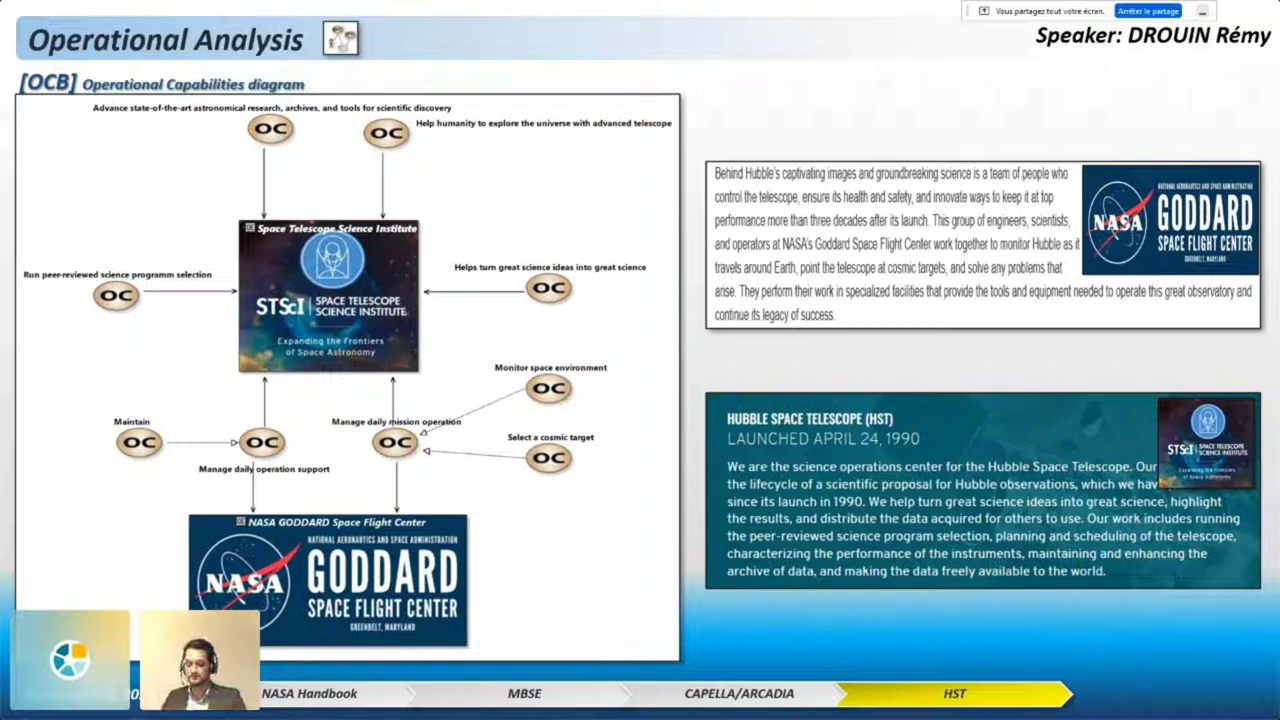 Vous partagez tout votre écran.
Arrêter le partage
Operational Analysis
Speaker: DROUIN Rémy
[OCB] Operational Capabilities diagram
Advance state-of-the-art astronomical research, archives, and tools for scientific discovery
OC
OC
Help humanity to explore the universe with advanced telescope
Space Telescope Science Institute
STScI | SPACE TELESCOPE
SCIENCE INSTITUTE
Expanding the Frontiers
of Space Astronomy
Run peer-reviewed science programm selection
OC
Helps turn great science ideas into great science
OC
Monitor space environment
OC
Maintain
OC
OC
Manage daily operation support
Manage daily mission operation
OC
Select a cosmic target
OC
NASA GODDARD Space Flight Center
NATIONAL AERONAUTICS AND SPACE ADMINISTRATION
NASA
GODDARD
SPACE FLIGHT CENTER
GREENBELT, MARYLAND
Behind Hubble's captivating images and groundbreaking science is a team of people who
control the telescope, ensure its health and safety, and innovate ways to keep it at top
performance more than three decades after its launch. This group of engineers, scientists,
and operators at NASA's Goddard Space Flight Center work together to monitor Hubble as it
travels around Earth, point the telescope at cosmic targets, and solve any problems that
arise. They perform their work in specialized facilities that provide the tools and equipment needed to operate this great observatory and
continue its legacy of success.
NATIONAL AERONAUTICS AND SPACE ADMINISTRATION
NASA
GODDARD
SPACE FLIGHT CENTER
GREENBELT, MARYLAND
HUBBLE SPACE TELESCOPE (HST)
LAUNCHED APRIL 24, 1990
We are the science operations center for the Hubble Space Telescope. Our
the lifecycle of a scientific proposal for Hubble observations, which we hav
since its launch in 1990. We help turn great science ideas into great science, highlight
the results, and distribute the data acquired for others to use. Our work includes running
the peer-reviewed science program selection, planning and scheduling of the telescope,
characterizing the performance of the instruments, maintaining and enhancing the
archive of data, and making the data freely available to the world.
STScI | SPACE TELESCOPE
SCIENCE INSTITUTE
Expanding the Frontiers
of Space Astronomy
NASA Handbook
MBSE
CAPELLA/ARCADIA
HST